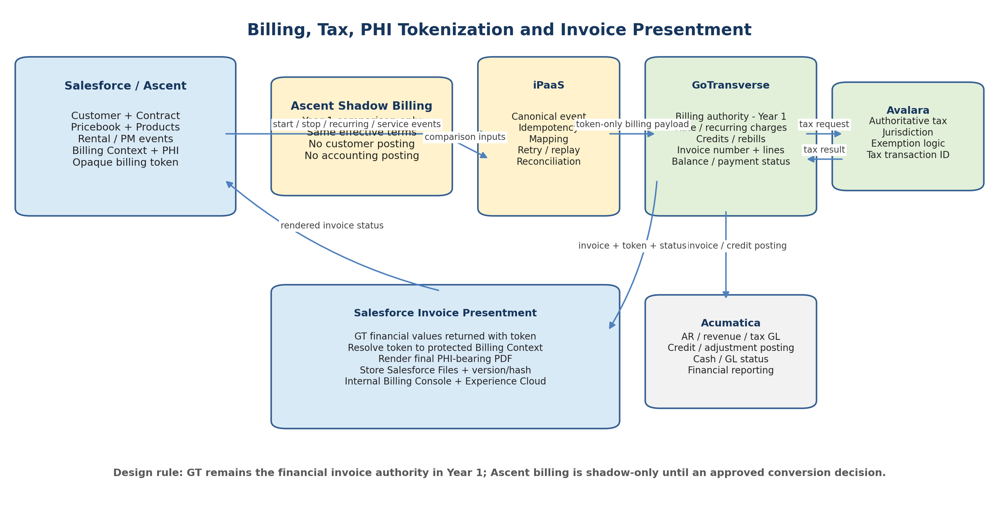 Billing, Tax, PHI Tokenization and Invoice Presentment
Salesforce / Ascent
Customer + Contract
Pricebook + Products
Rental / PM events
Billing Context + PHI
Opaque billing token
Ascent Shadow Billing
Year 1 comparison only
start / stop / recurring / service events
Same effective terms
No customer posting
No accounting posting
comparison inputs
iPaaS
Canonical event
Idempotency
Mapping
Retry / replay
Reconciliation
token-only billing payload
GoTransverse
Billing authority - Year 1
/ recurring charges
Credits / rebills
Invoice number + lines
Balance / payment status
tax request
tax result
Avalara
Authoritative tax
Jurisdiction
Exemption logic
Tax transaction ID
rendered invoice status
invoice + token + status
invoice / credit posting
Salesforce Invoice Presentment
GT financial values returned with token
Resolve token to protected Billing Context
Render final PHI-bearing PDF
Store Salesforce Files + version/hash
Internal Billing Console + Experience Cloud
Acumatica
AR / revenue / tax GL
Credit / adjustment posting
Cash / GL status
Financial reporting
Design rule: GT remains the financial invoice authority in Year 1; Ascent billing is shadow-only until an approved conversion decision.